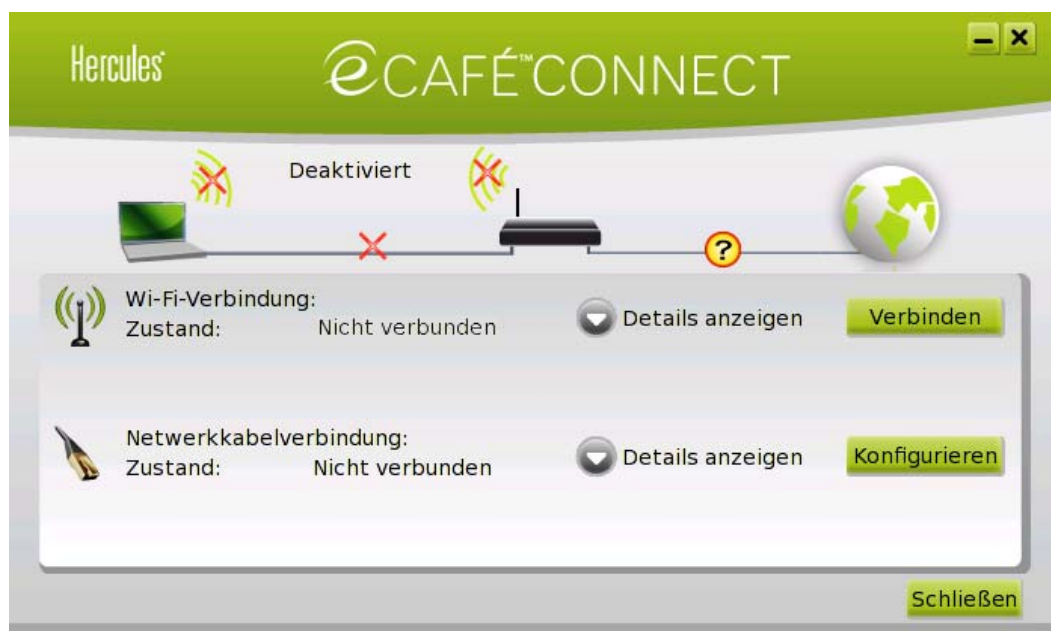 Hercules
eCAFÉ™CONNECT
Deaktiviert
?
Wi-Fi-Verbindung:
Zustand: Nicht verbunden
Details anzeigen
Verbinden
Netwerkkabelverbindung:
Zustand: Nicht verbunden
Details anzeigen
Konfigurieren
Schließen